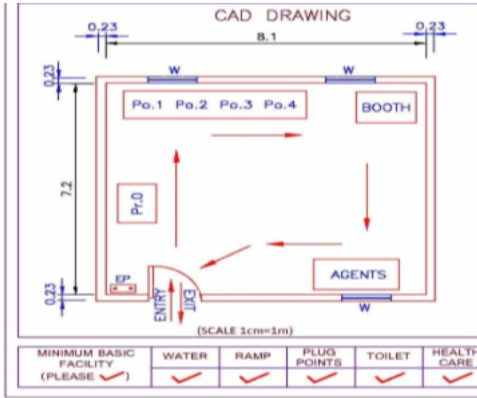 CAD DRAWING
0.23
0.23
8.1
W
W
0.23
Po.1 Po.2 Po.3 Po.4
BOOTH
7.2
Pr.0
EP
AGENTS
0.23
ENTRY
EXIT
W
(SCALE 1cm=1m)
MINIMUM BASIC FACILITY (PLEASE ✓)
WATER
RAMP
PLUG POINTS
TOILET
HEALTH CARE
✓ ✓ ✓ ✓ ✓